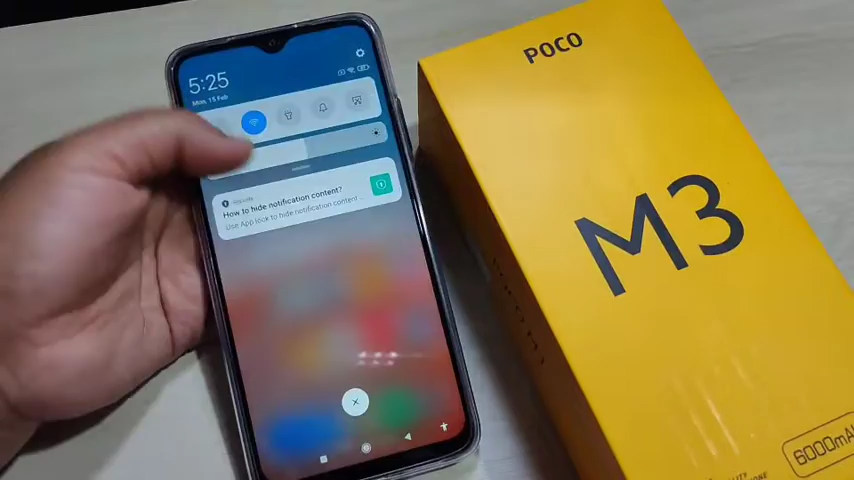 5:25
Mon, 15 Feb
How to hide notification content?
Use App lock to hide notification content
POCO
M3
6000mAh